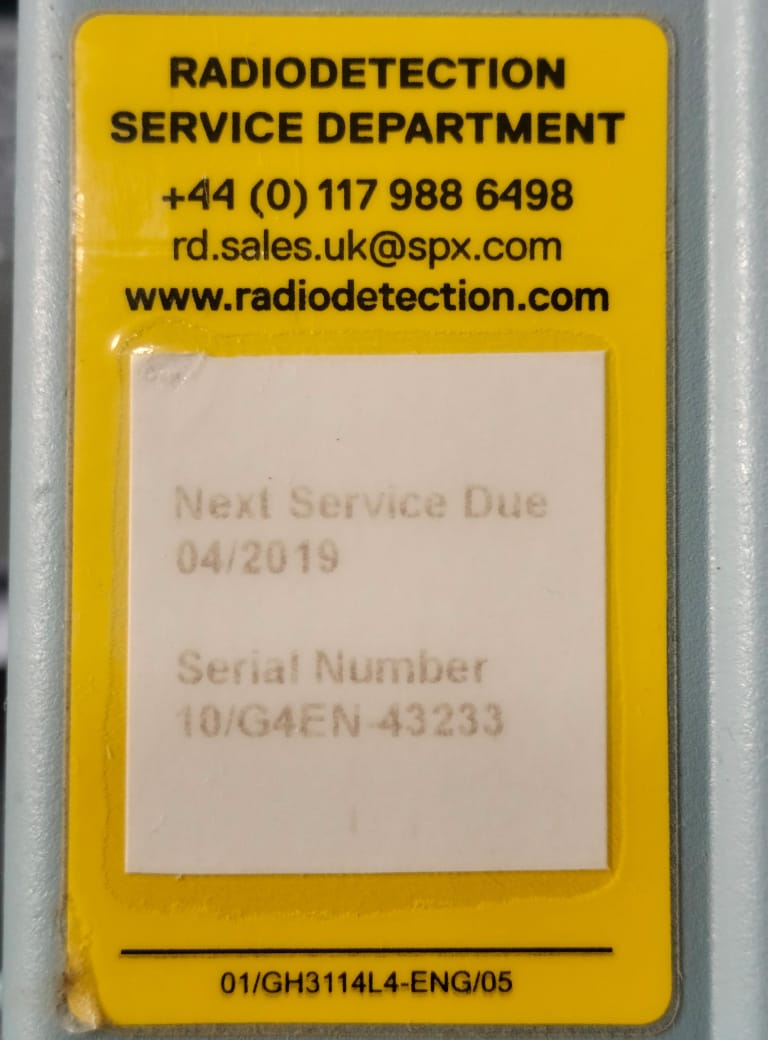 RADIODETECTION
SERVICE DEPARTMENT
+44 (0) 117 988 6498
rd.sales.uk@spx.com
www.radiodetection.com
Next Service Due
04/2019
Serial Number
10/G4EN-43233
01/GH3114L4-ENG/05